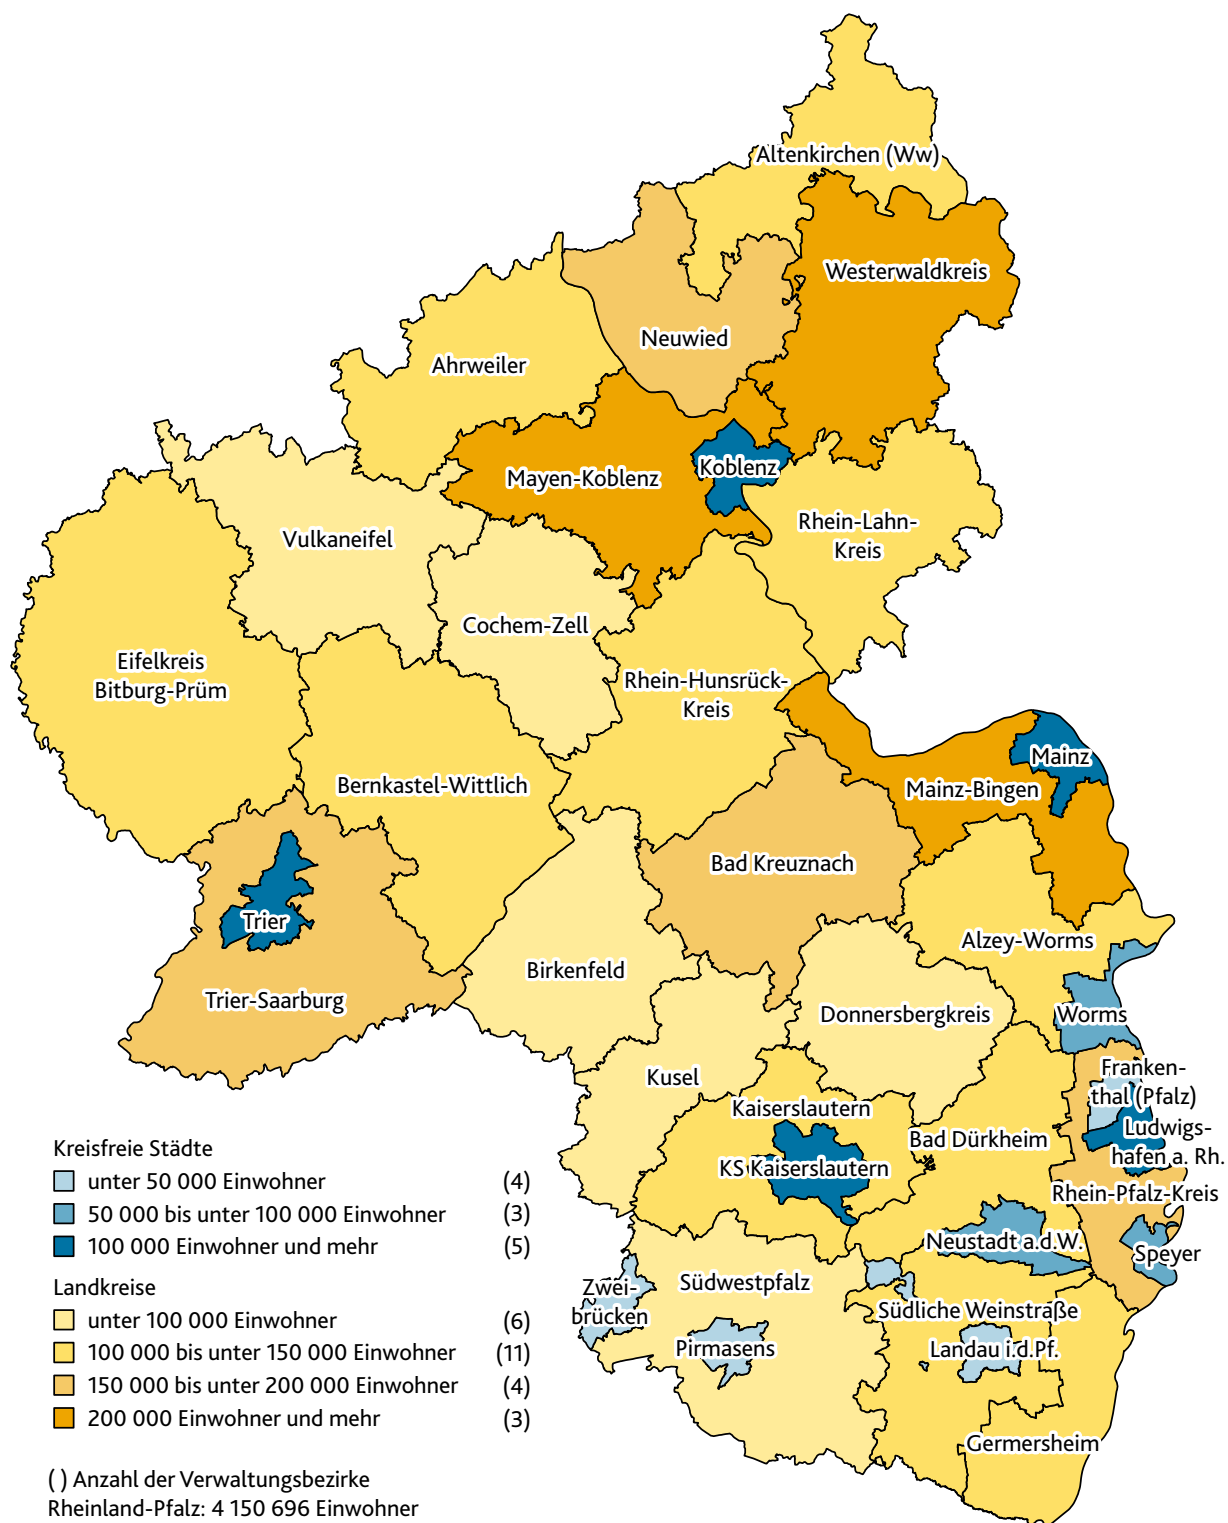 Altenkirchen (Ww)
Westerwaldkreis
Neuwied
Ahrweiler
Koblenz
Mayen-Koblenz
Rhein-Lahn-
Kreis
Vulkaneifel
Cochem-Zell
Eifelkreis
Bitburg-Prüm
Rhein-Hunsrück-
Kreis
Mainz
Bernkastel-Wittlich
Mainz-Bingen
Bad Kreuznach
Trier
Alzey-Worms
Birkenfeld
Trier-Saarburg
Donnersbergkreis
Worms
Kusel
Franken-
thal (Pfalz)
Kaiserslautern
Ludwigs-
hafen a. Rh.
Bad Dürkheim
KS Kaiserslautern
Rhein-Pfalz-Kreis
Neustadt a.d.W.
Speyer
Zwei-
brücken
Südwestpfalz
Südliche Weinstraße
Pirmasens
Landau i.d.Pf.
Germersheim
Kreisfreie Städte
unter 50 000 Einwohner (4)
50 000 bis unter 100 000 Einwohner (3)
100 000 Einwohner und mehr (5)
Landkreise
unter 100 000 Einwohner (6)
100 000 bis unter 150 000 Einwohner (11)
150 000 bis unter 200 000 Einwohner (4)
200 000 Einwohner und mehr (3)
( ) Anzahl der Verwaltungsbezirke
Rheinland-Pfalz: 4 150 696 Einwohner